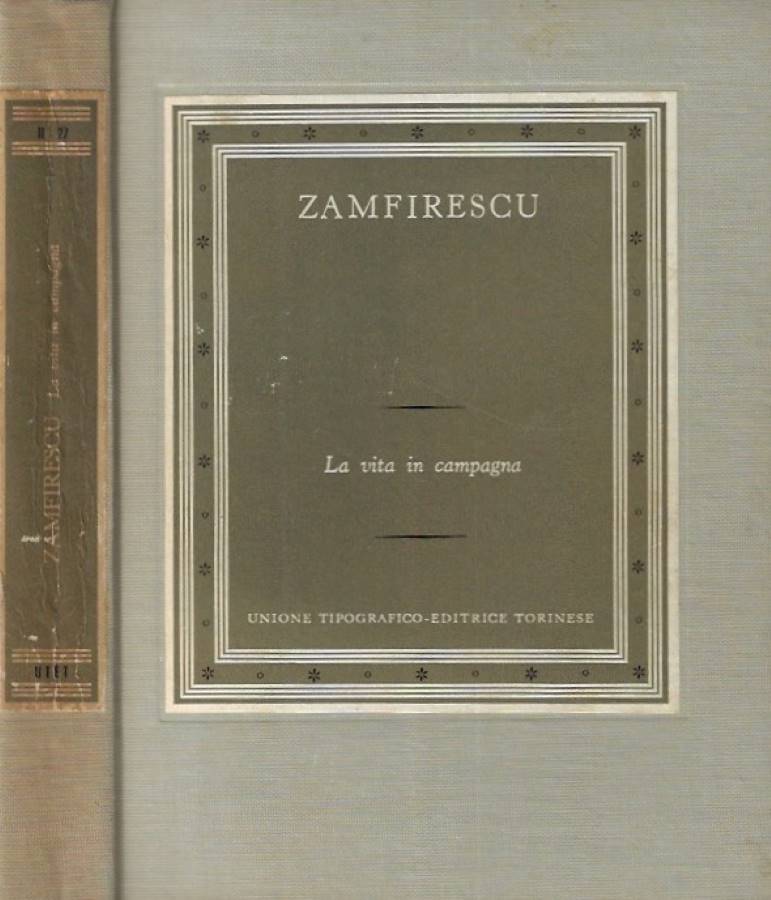 ZAMFIRESCU La vita in campagna
UTET
ZAMFIRESCU
La vita in campagna
UNIONE TIPOGRAFICO-EDITRICE TORINESE